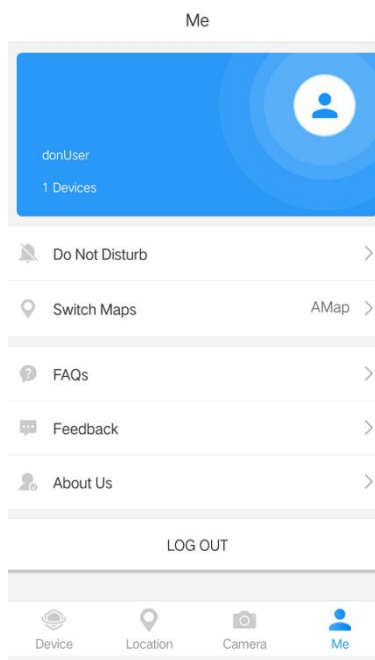 Me
donUser
1 Devices
Do Not Disturb
Switch Maps AMap
FAQs
Feedback
About Us
LOG OUT
Device Location Camera Me